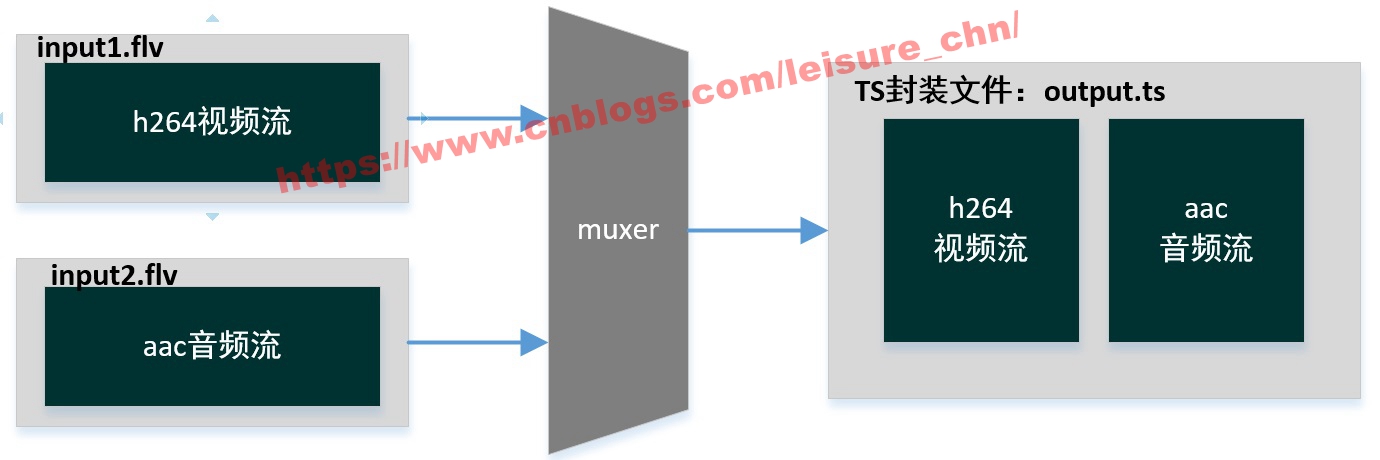 input1.flv
h264视频流
input2.flv
aac音频流
muxer
https://www.cnblogs.com/leisure_chn/
TS封装文件：output.ts
h264
视频流
aac
音频流